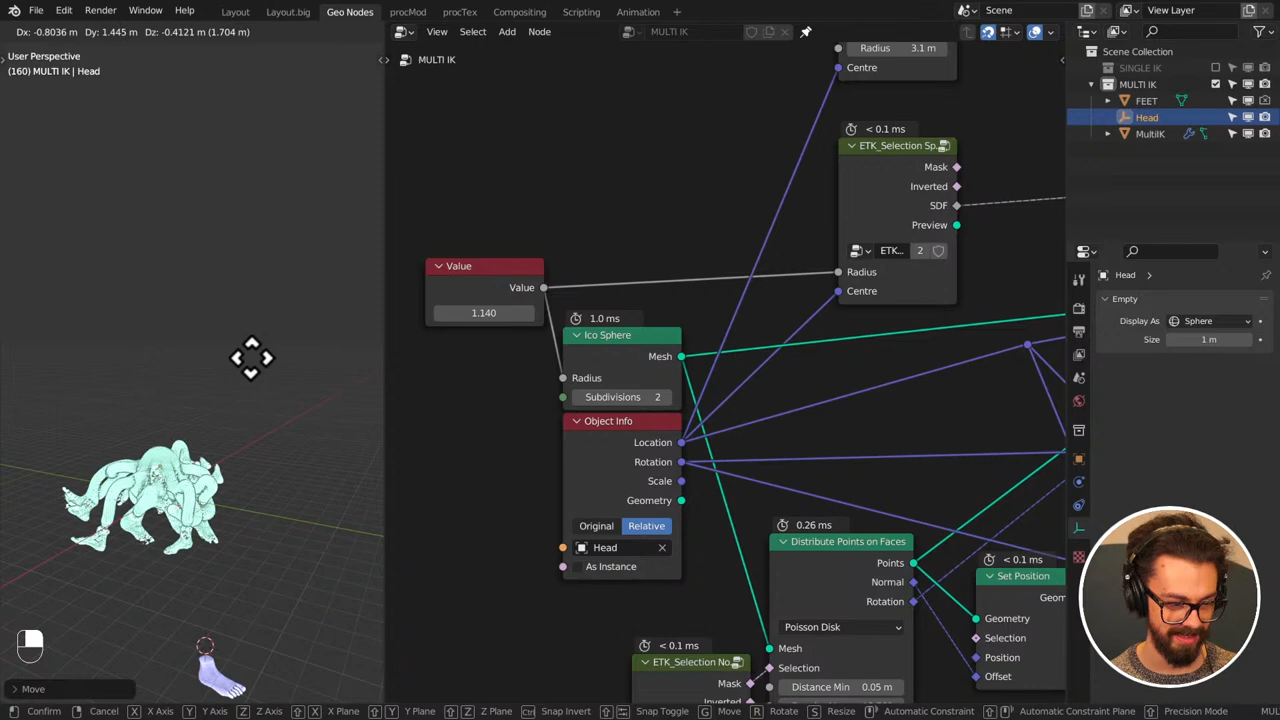 File Edit Render Window Help Layout Layout.big Geo Nodes procMod procTex Compositing Scripting Animation + Scene View Layer
Dx: -0.8036 m Dy: 1.445 m Dz: -0.4121 m (1.704 m)
View Select Add Node MULTI IK
User Perspective
(160) MULTI IK | Head
MULTI IK
Radius 3.1 m
Centre
< 0.1 ms
ETK_Selection Sp..
Mask
Inverted
SDF
Preview
ETK... 2
Radius
Centre
Value
Value
1.140
1.0 ms
Ico Sphere
Mesh
Radius
Subdivisions 2
Object Info
Location
Rotation
Scale
Geometry
Original Relative
Head
As Instance
0.26 ms
Distribute Points on Faces
Points
Normal
Rotation
Poisson Disk
Mesh
Selection
Distance Min 0.05 m
< 0.1 ms
ETK_Selection No..
Mask
Inverted
< 0.1 ms
Set Position
Geom
Geometry
Selection
Position
Offset
Scene Collection
SINGLE IK
MULTI IK
FEET
Head
MultiIK
Head
Empty
Display As Sphere
Size 1 m
Move
Confirm Cancel X X Axis Y Y Axis Z Z Axis X X Plane Y Y Plane Z Z Plane Ctrl Snap Invert Snap Toggle G Move R Rotate S Resize Automatic Constraint Automatic Constraint Plane Precision Mode MUL